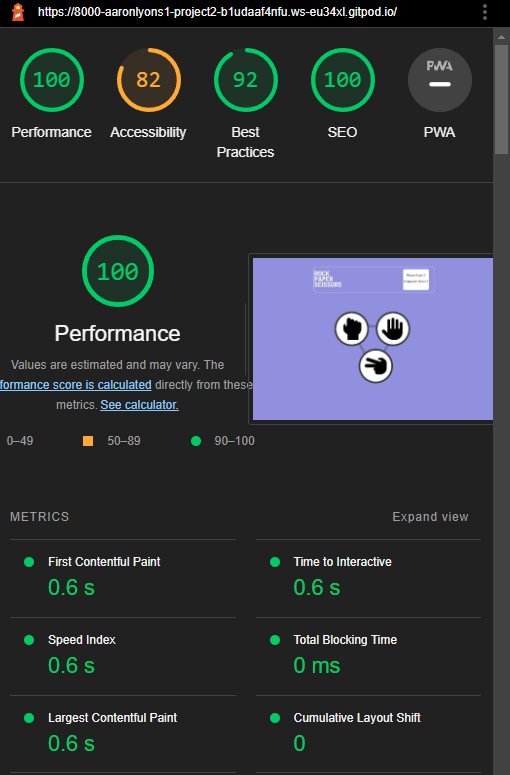 https://8000-aaronlyons1-project2-b1udaaf4nfu.ws-eu34xl.gitpod.io/
100
82
92
100
PWA
Performance
Accessibility
Best
Practices
SEO
PWA
100
Performance
Values are estimated and may vary. The
formance score is calculated directly from these
metrics. See calculator.
0–49
50–89
90–100
ROCK
PAPER
SCISSORS
METRICS
Expand view
First Contentful Paint
0.6 s
Time to Interactive
0.6 s
Speed Index
0.6 s
Total Blocking Time
0 ms
Largest Contentful Paint
0.6 s
Cumulative Layout Shift
0